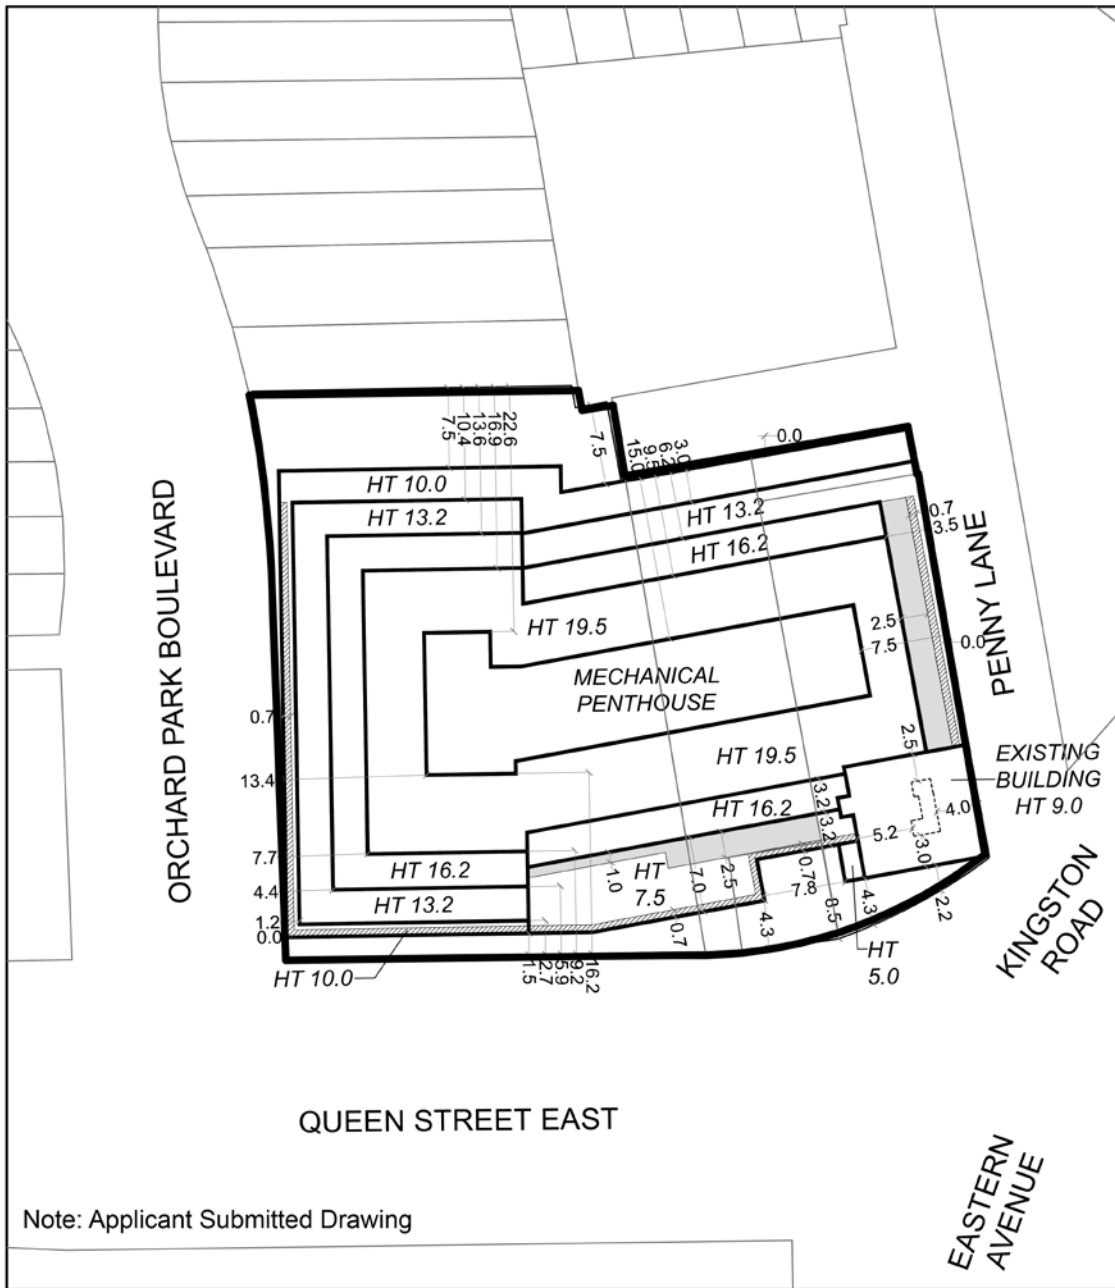 22.6
16.9
13.6
10.4
7.5
7.5
15.0
9.5
6.2
3.0
0.0
HT 10.0
HT 13.2
HT 13.2
HT 16.2
0.7
3.5
ORCHARD PARK BOULEVARD
PENNY LANE
HT 19.5
2.5
7.5
0.0
MECHANICAL
PENTHOUSE
0.7
13.4
HT 19.5
2.5
EXISTING
BUILDING
HT 9.0
HT 16.2
3.2
3.2
4.0
5.2
3.0
7.7
HT 16.2
4.4
HT 13.2
1.2
0.0
HT 10.0
HT
7.5
1.0
7.0
2.5
0.7
7.8
0.7
4.3
8.5
4.3
2.2
HT
5.0
1.5
2.7
5.9
9.2
16.2
KINGSTON
ROAD
QUEEN STREET EAST
EASTERN
AVENUE
Note: Applicant Submitted Drawing